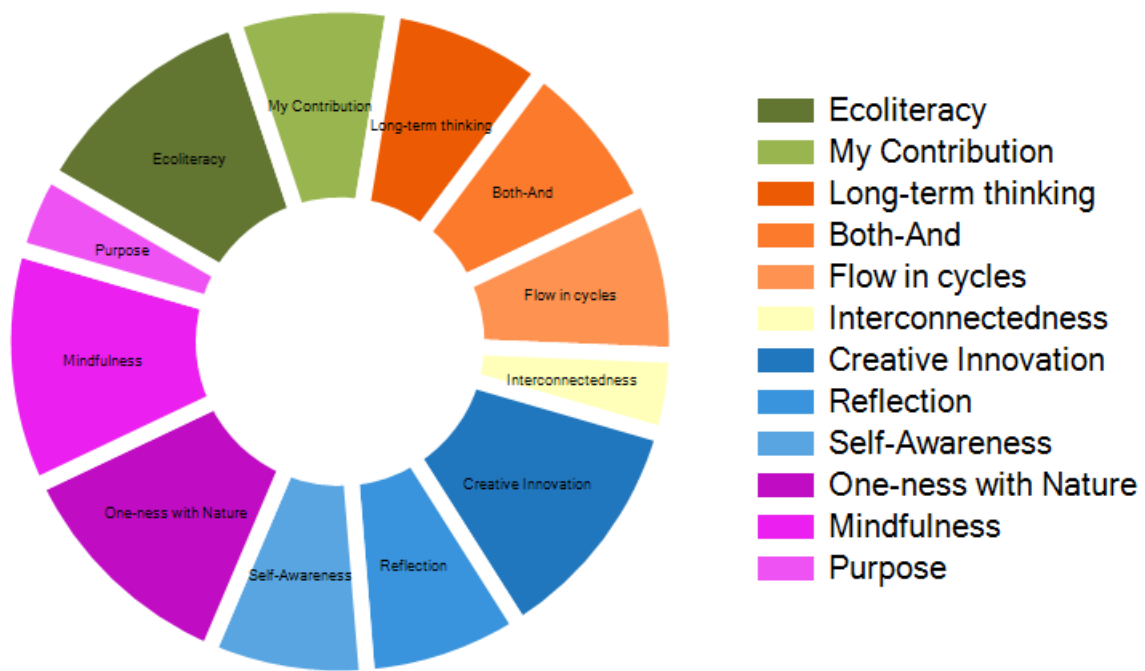 My Contribution
Long-term thinking
Ecoliteracy
Both-And
Purpose
Flow in cycles
Mindfulness
Interconnectedness
Creative Innovation
One-ness with Nature
Reflection
Self-Awareness
Ecoliteracy
My Contribution
Long-term thinking
Both-And
Flow in cycles
Interconnectedness
Creative Innovation
Reflection
Self-Awareness
One-ness with Nature
Mindfulness
Purpose